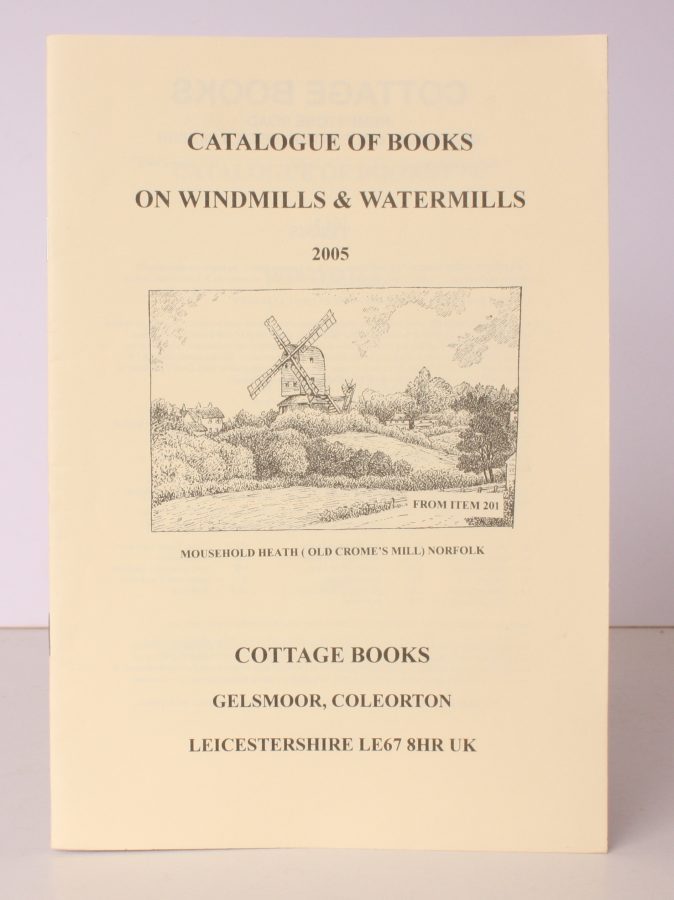 CATALOGUE OF BOOKS
ON WINDMILLS & WATERMILLS
2005
FROM ITEM 201
MOUSEHOLD HEATH ( OLD CROME'S MILL) NORFOLK
COTTAGE BOOKS
GELSMOOR, COLEORTON
LEICESTERSHIRE LE67 8HR UK